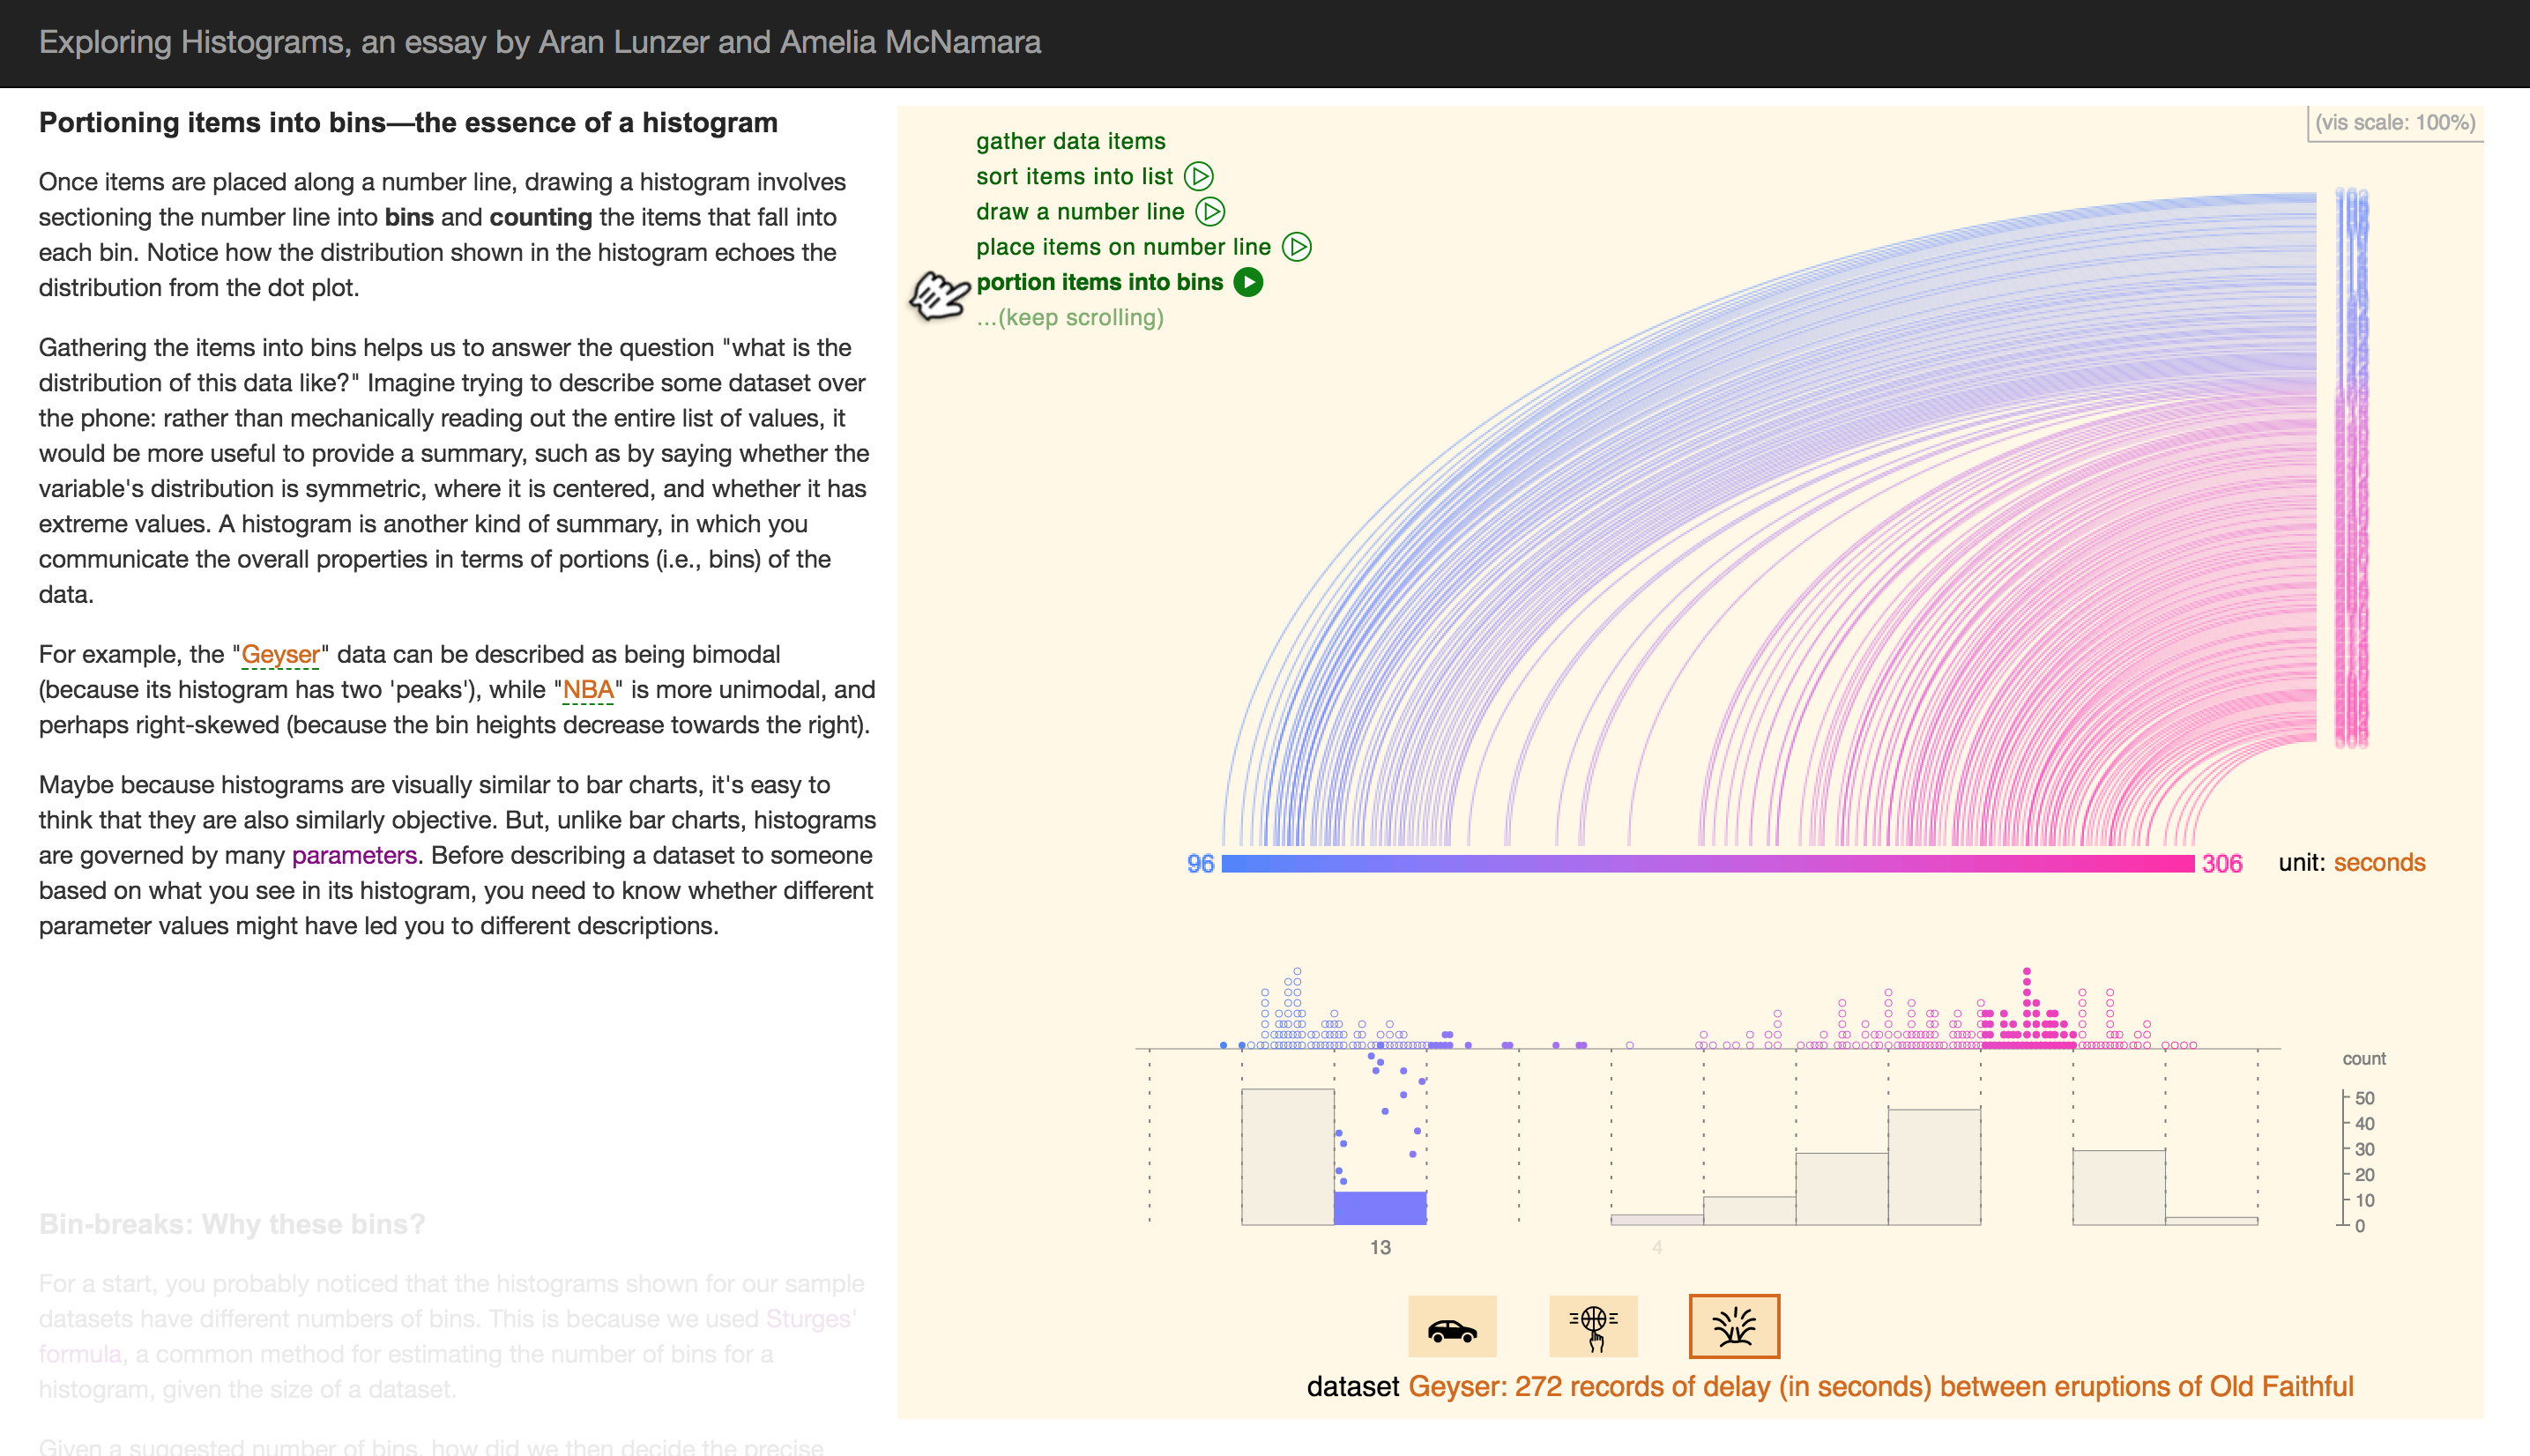 Exploring Histograms, an essay by Aran Lunzer and Amelia McNamara
Portioning items into bins—the essence of a histogram
Once items are placed along a number line, drawing a histogram involves
sectioning the number line into bins and counting the items that fall into
each bin. Notice how the distribution shown in the histogram echoes the
distribution from the dot plot.
Gathering the items into bins helps us to answer the question "what is the
distribution of this data like?" Imagine trying to describe some dataset over
the phone: rather than mechanically reading out the entire list of values, it
would be more useful to provide a summary, such as by saying whether the
variable's distribution is symmetric, where it is centered, and whether it has
extreme values. A histogram is another kind of summary, in which you
communicate the overall properties in terms of portions (i.e., bins) of the
data.
For example, the "Geyser" data can be described as being bimodal
(because its histogram has two 'peaks'), while "NBA" is more unimodal, and
perhaps right-skewed (because the bin heights decrease towards the right).
Maybe because histograms are visually similar to bar charts, it's easy to
think that they are also similarly objective. But, unlike bar charts, histograms
are governed by many parameters. Before describing a dataset to someone
based on what you see in its histogram, you need to know whether different
parameter values might have led you to different descriptions.
Bin-breaks: Why these bins?
For a start, you probably noticed that the histograms shown for our sample
datasets have different numbers of bins. This is because we used Sturges'
formula, a common method for estimating the number of bins for a
histogram, given the size of a dataset.
Given a suggested number of bins, how did we then decide the precise
gather data items
sort items into list
draw a number line
place items on number line
portion items into bins
...(keep scrolling)
(vis scale: 100%)
96
306
unit: seconds
count
50
40
30
20
10
0
13
4
dataset Geyser: 272 records of delay (in seconds) between eruptions of Old Faithful